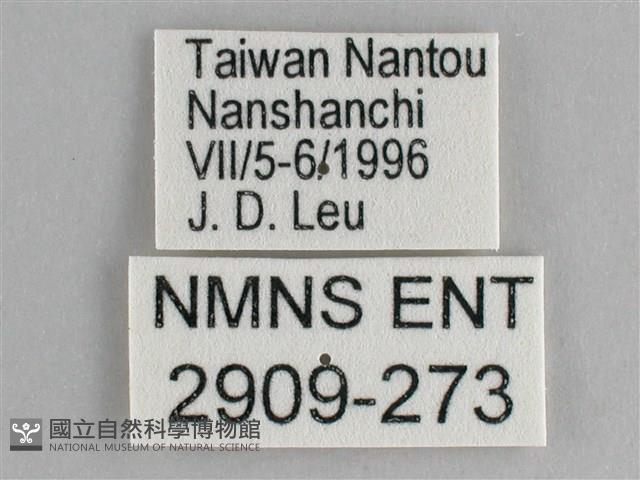 Taiwan Nantou
Nanshanchi
VII/5-6/1996
J. D. Leu
NMNS ENT
2909-273
國立自然科學博物館
NATIONAL MUSEUM OF NATURAL SCIENCE